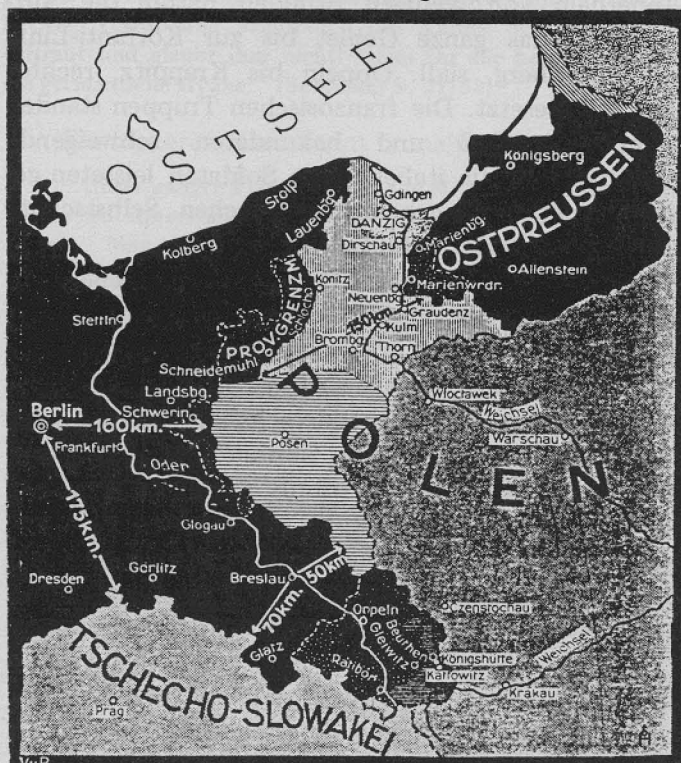 OSTSEE
Königsberg
OSTPREUSSEN
Gdingen
DANZIG
Stolp
Lauenbg.
Dirschau
Marienbg.
Kolberg
Allenstein
Konitz
Marienwrdr.
Neuenbg.
Stettin
PROV.GRENZM.
150km.
Graudenz
Kulm
Brombg.
Thorn
Schneidemühl
Landsbg.
Wloclawek
Weichsel
Berlin
160km.
Schwerin
POLEN
Warschau
Posen
Frankfurt
Oder
175km.
Glogau
Dresden
Görlitz
Breslau
50km
70km.
Oppeln
Czenstochau
Glatz
Gleiwitz
Beuthen
Königshütte
Kattowitz
Weichsel
Ratibor
Krakau
TSCHECHO-SLOWAKEI
Prag